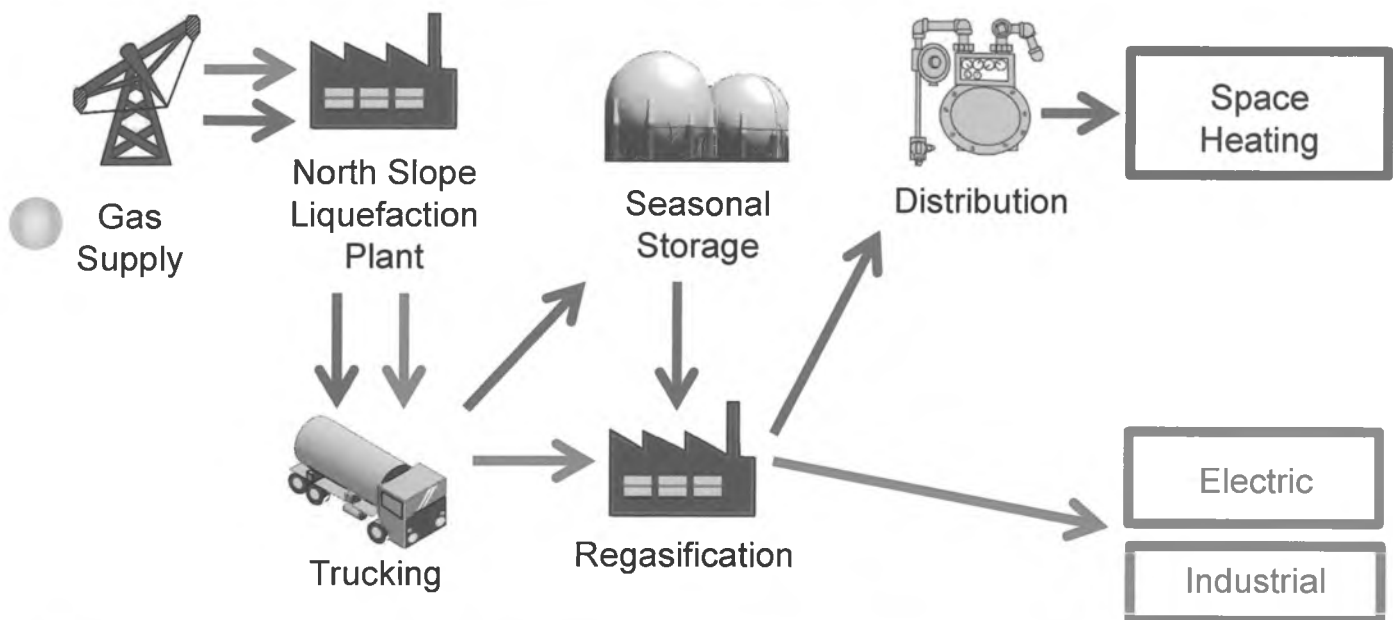 Gas
Supply
North Slope
Liquefaction
Plant
Seasonal
Storage
Distribution
Space
Heating
Trucking
Regasification
Electric
Industrial